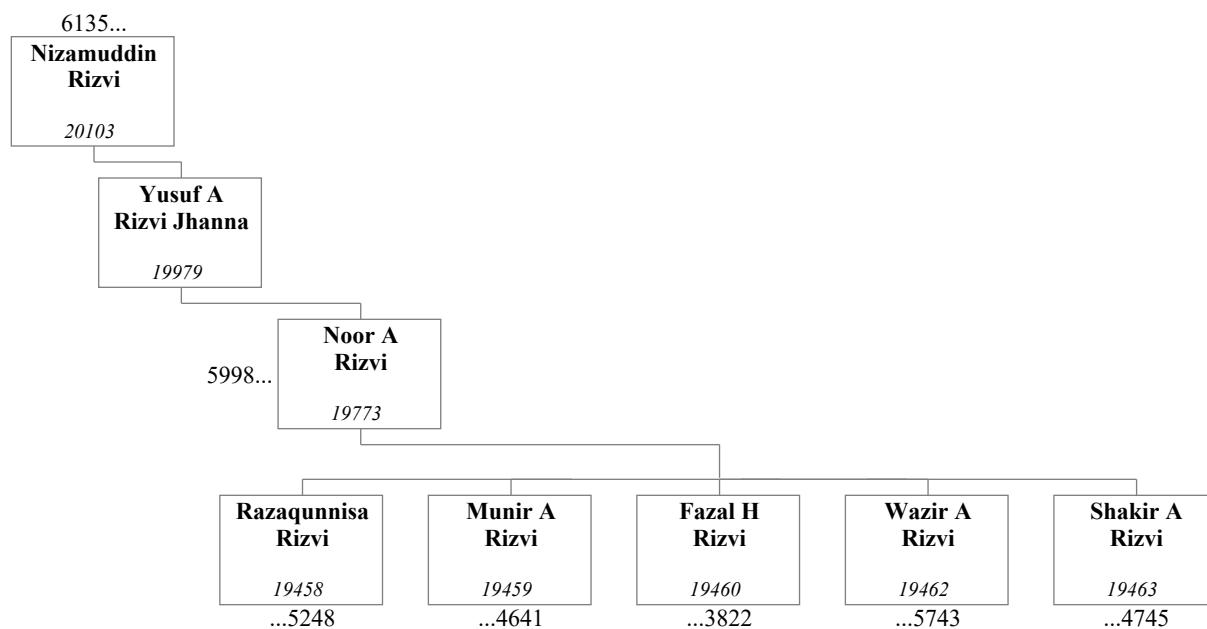 6135...
Nizamuddin
Rizvi
20103
Yusuf A
Rizvi Jhanna
19979
Noor A
Rizvi
5998...
19773
Razaqunnisa
Rizvi
19458
...5248
Munir A
Rizvi
19459
...4641
Fazal H
Rizvi
19460
...3822
Wazir A
Rizvi
19462
...5743
Shakir A
Rizvi
19463
...4745